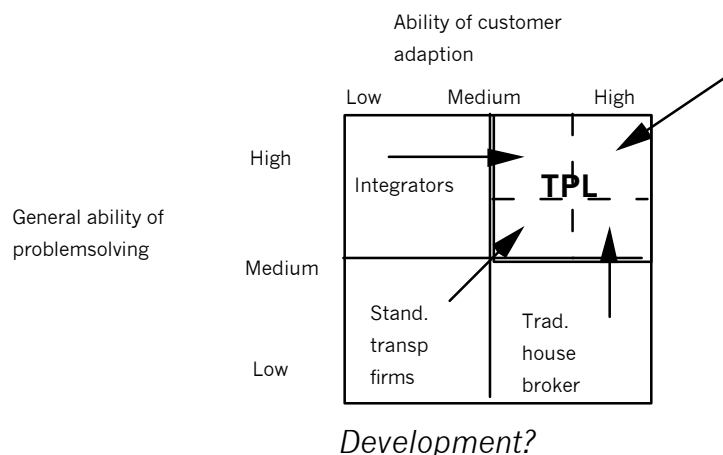 Ability of customer
adaption
Low Medium High
High
Integrators
TPL
General ability of
problemsolving
Medium
Stand.
transp
firms
Trad.
house
broker
Low
Development?